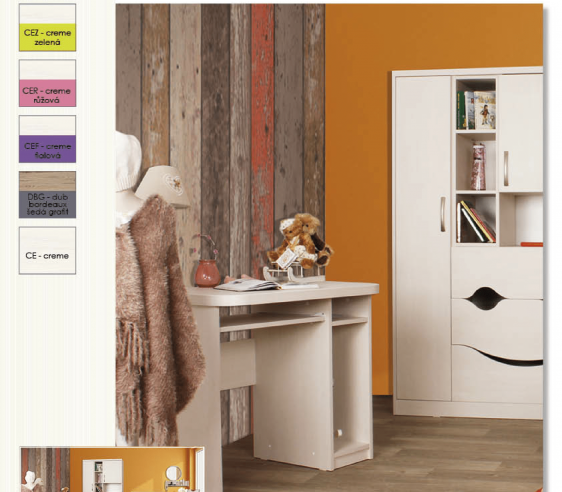 CEZ - creme
zelená
CER - creme
růžová
CEF - creme
fialová
DBG - dub
bordeaux
šedá grafit
CE - creme